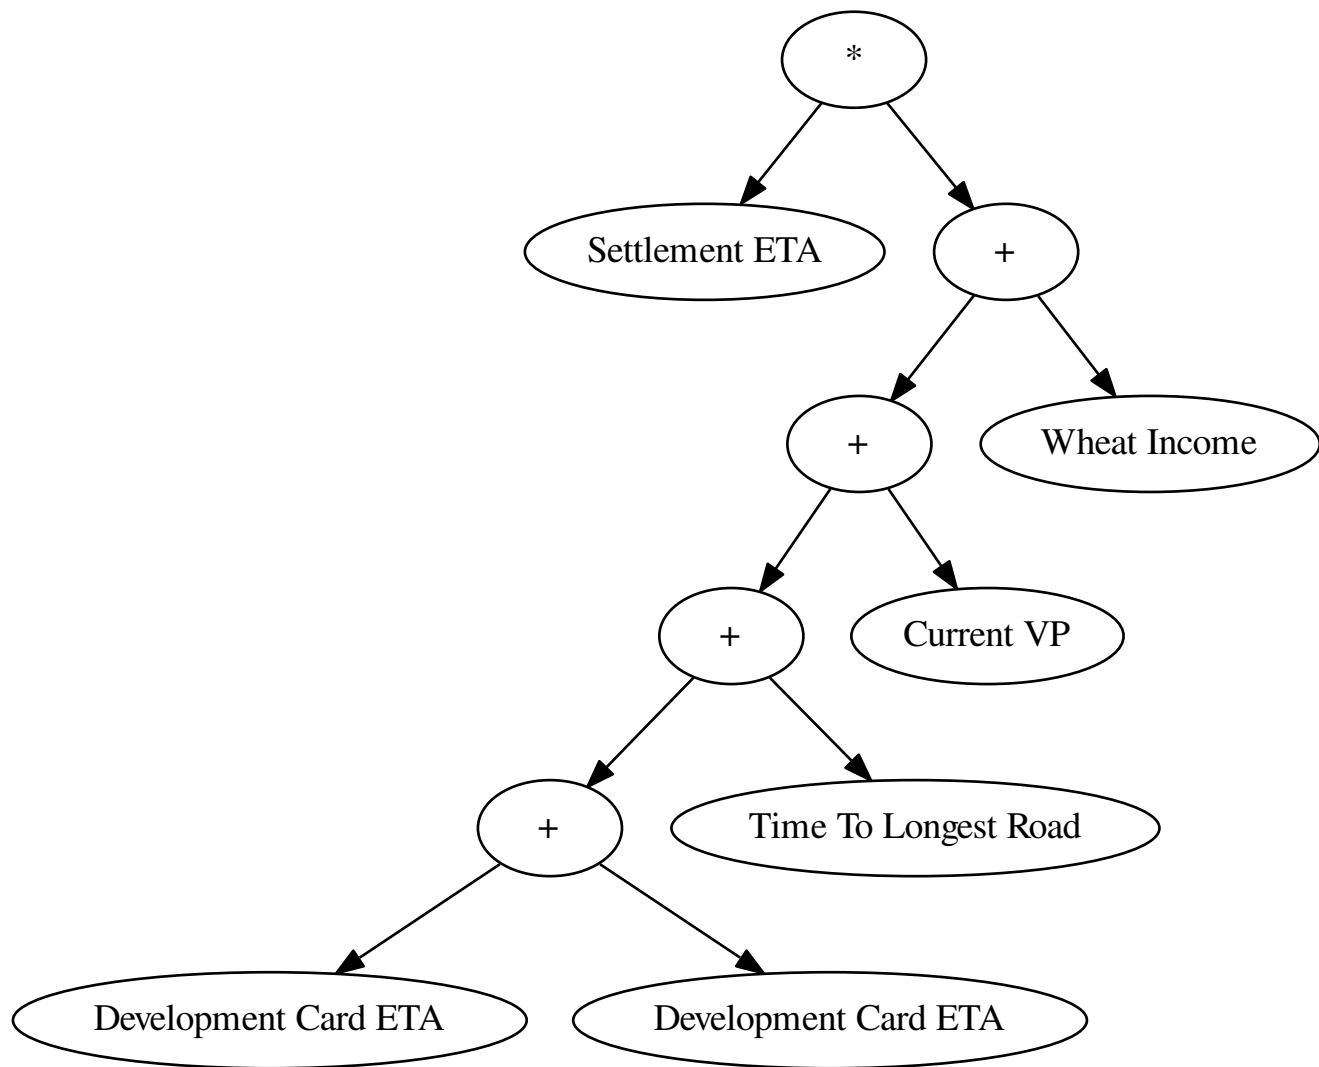 *
Settlement ETA
+
+
Wheat Income
+
Current VP
+
Time To Longest Road
Development Card ETA
Development Card ETA